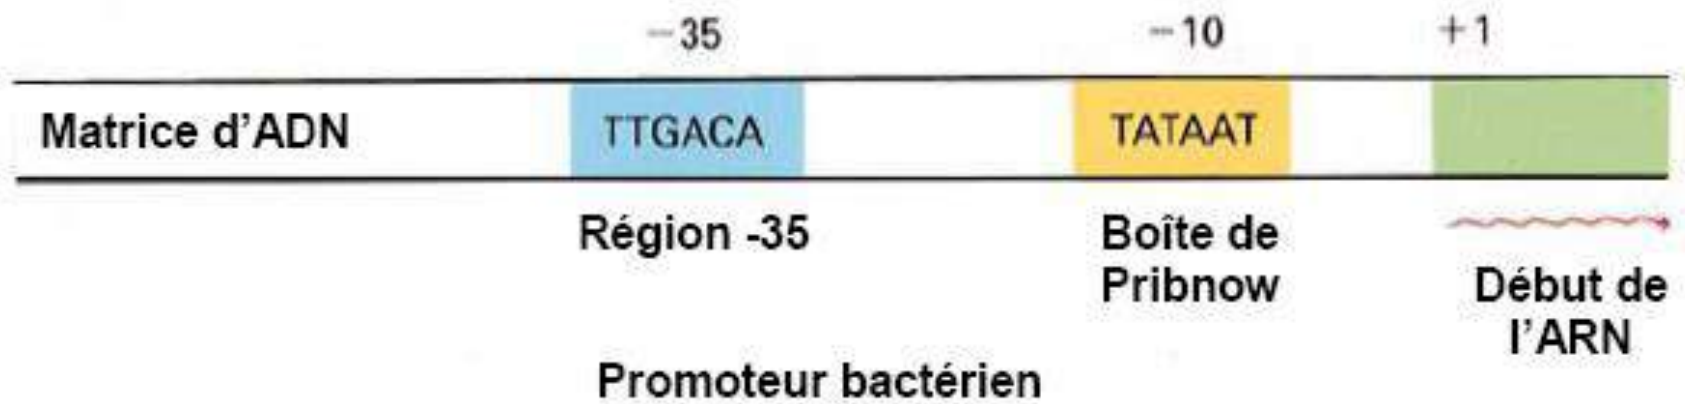 −35 −10 +1
Matrice d'ADN TTGACA TATAAT
Région -35 Boîte de Pribnow
Début de l'ARN
Promoteur bactérien